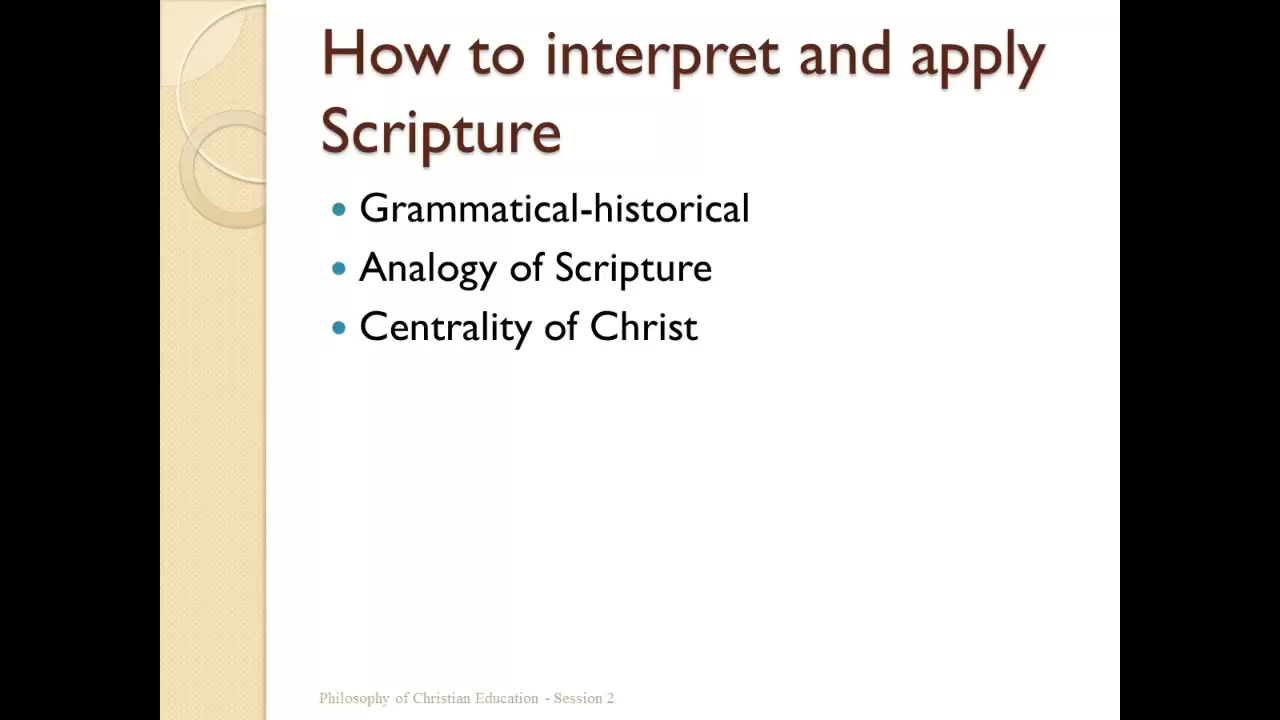 How to interpret and apply
Scripture
• Grammatical-historical
• Analogy of Scripture
• Centrality of Christ
Philosophy of Christian Education - Session 2